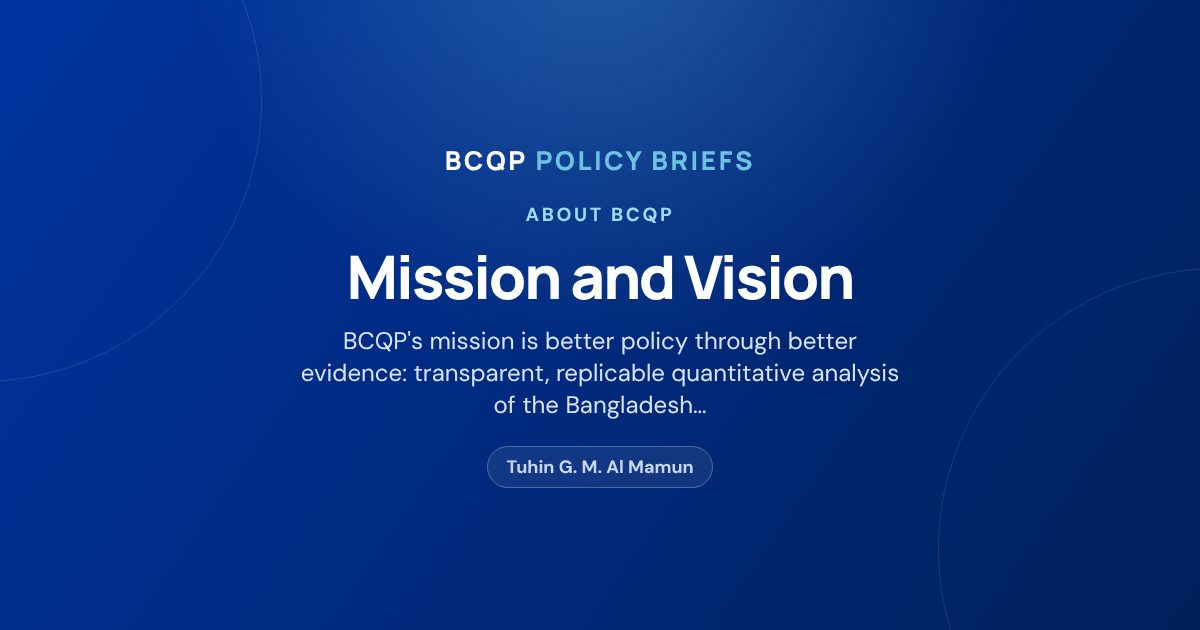 BCQP POLICY BRIEFS
ABOUT BCQP
Mission and Vision
BCQP's mission is better policy through better
evidence: transparent, replicable quantitative analysis
of the Bangladesh...
Tuhin G. M. Al Mamun